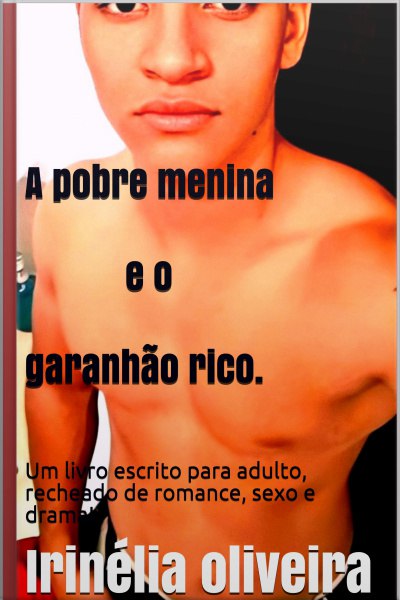 A pobre menina
e o
garanhão rico.
Um livro escrito para adulto,
recheado de romance, sexo e
drama!
Irinélia oliveira